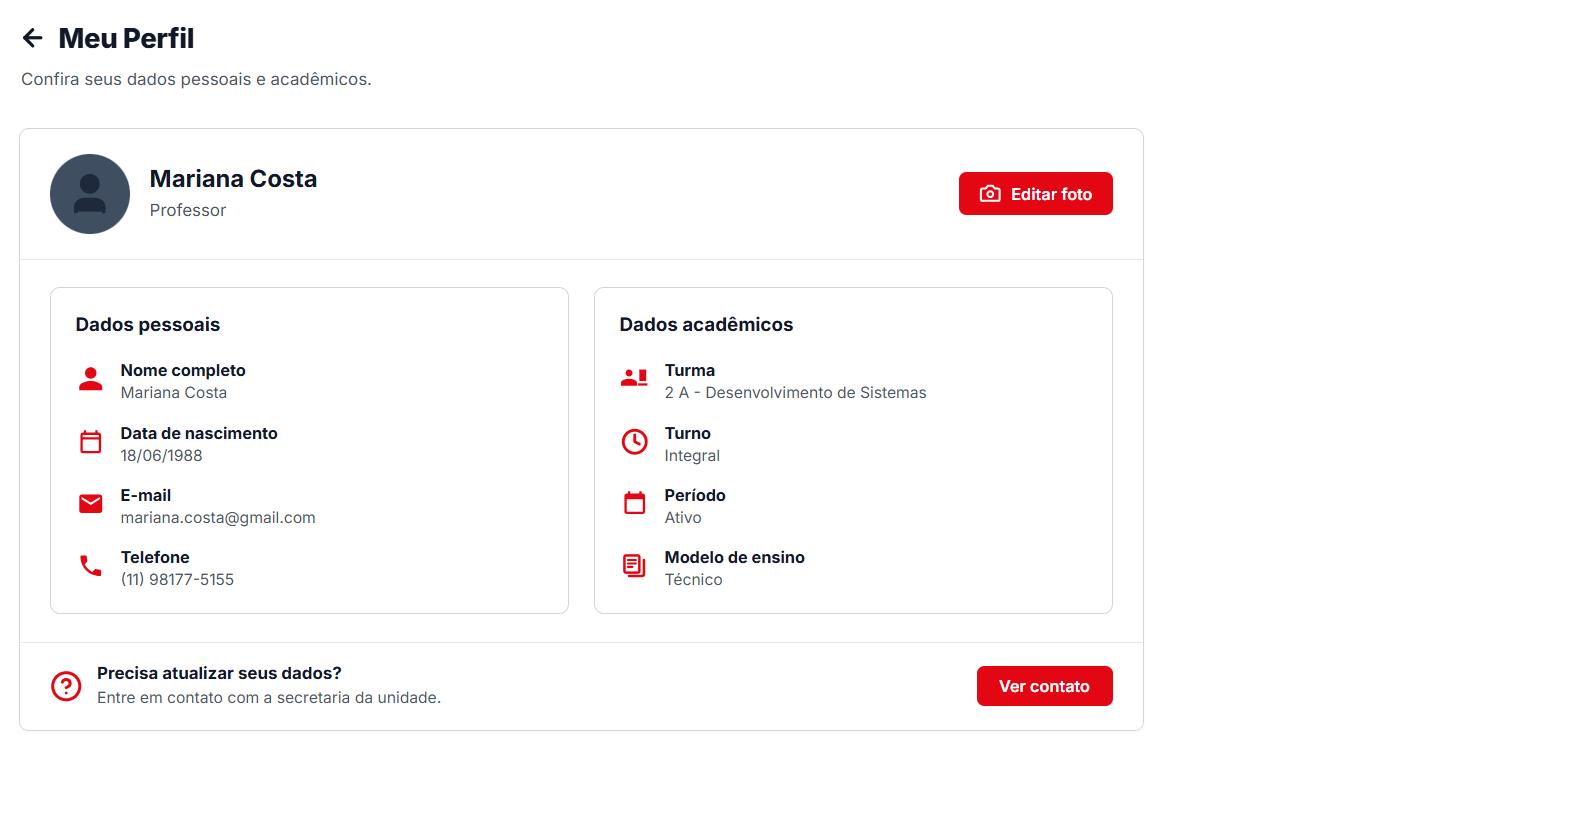 Meu Perfil
Confira seus dados pessoais e acadêmicos.
Mariana Costa
Professor
Editar foto
Dados pessoais
Nome completo
Mariana Costa
Data de nascimento
18/06/1988
E-mail
mariana.costa@gmail.com
Telefone
(11) 98177-5155
Dados acadêmicos
Turma
2 A - Desenvolvimento de Sistemas
Turno
Integral
Período
Ativo
Modelo de ensino
Técnico
Precisa atualizar seus dados?
Entre em contato com a secretaria da unidade.
Ver contato